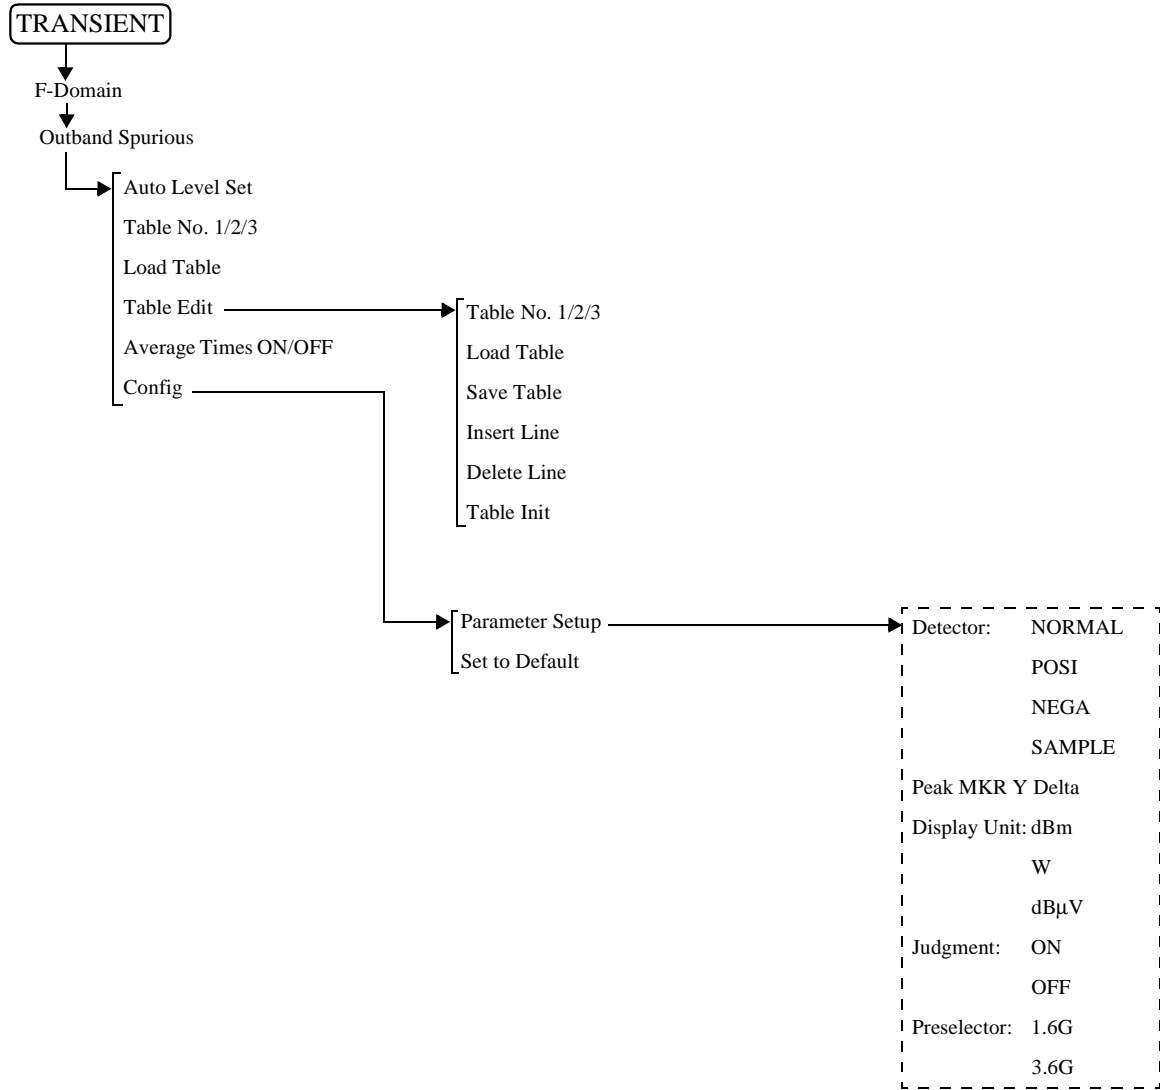 TRANSIENT
F-Domain
Outband Spurious
Auto Level Set
Table No. 1/2/3
Load Table
Table Edit
Average Times ON/OFF
Config
Table No. 1/2/3
Load Table
Save Table
Insert Line
Delete Line
Table Init
Parameter Setup
Set to Default
Detector: NORMAL
POSI
NEGA
SAMPLE
Peak MKR Y Delta
Display Unit: dBm
W
dBμV
Judgment: ON
OFF
Preselector: 1.6G
3.6G